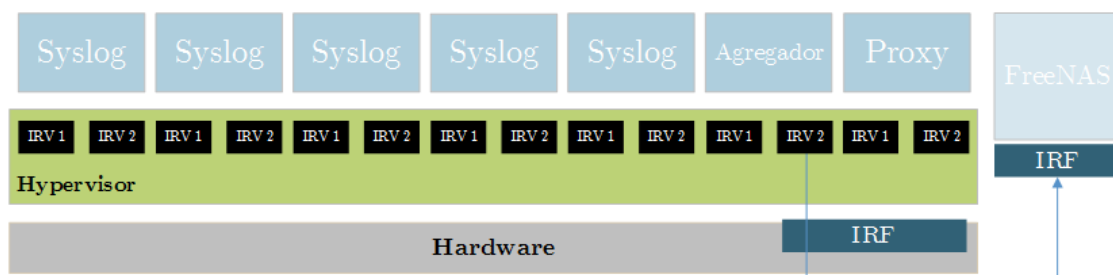 Syslog Syslog Syslog Syslog Syslog Agregador Proxy
FreeNAS
IRV 1 IRV 2 IRV 1 IRV 2 IRV 1 IRV 2 IRV 1 IRV 2 IRV 1 IRV 2 IRV 1 IRV 2 IRV 1 IRV 2
IRF
Hypervisor
IRF
Hardware